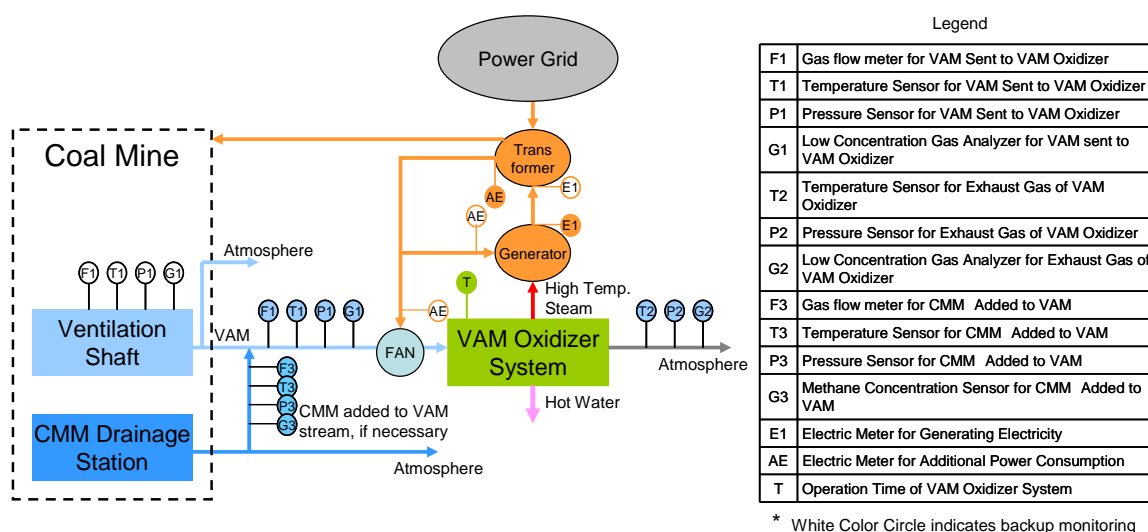 Legend
Power Grid
F1 Gas flow meter for VAM Sent to VAM Oxidizer
T1 Temperature Sensor for VAM Sent to VAM Oxidizer
P1 Pressure Sensor for VAM Sent to VAM Oxidizer
G1 Low Concentration Gas Analyzer for VAM sent to
VAM Oxidizer
T2 Temperature Sensor for Exhaust Gas of VAM
Oxidizer
P2 Pressure Sensor for Exhaust Gas of VAM Oxidizer
G2 Low Concentration Gas Analyzer for Exhaust Gas of
VAM Oxidizer
F3 Gas flow meter for CMM Added to VAM
T3 Temperature Sensor for CMM Added to VAM
P3 Pressure Sensor for CMM Added to VAM
G3 Methane Concentration Sensor for CMM Added to
VAM
E1 Electric Meter for Generating Electricity
AE Electric Meter for Additional Power Consumption
T Operation Time of VAM Oxidizer System
* White Color Circle indicates backup monitoring
Coal Mine
Trans
former
AE
E1
AE
E1
Generator
Atmosphere
F1 T1 P1 G1
T
High Temp.
Steam
Ventilation
Shaft
VAM
F1 T1 P1 G1
AE
FAN
VAM Oxidizer
System
T2 P2 G2
Atmosphere
F3
T3
P3
G3
CMM added to VAM
stream, if necessary
Hot Water
CMM Drainage
Station
Atmosphere